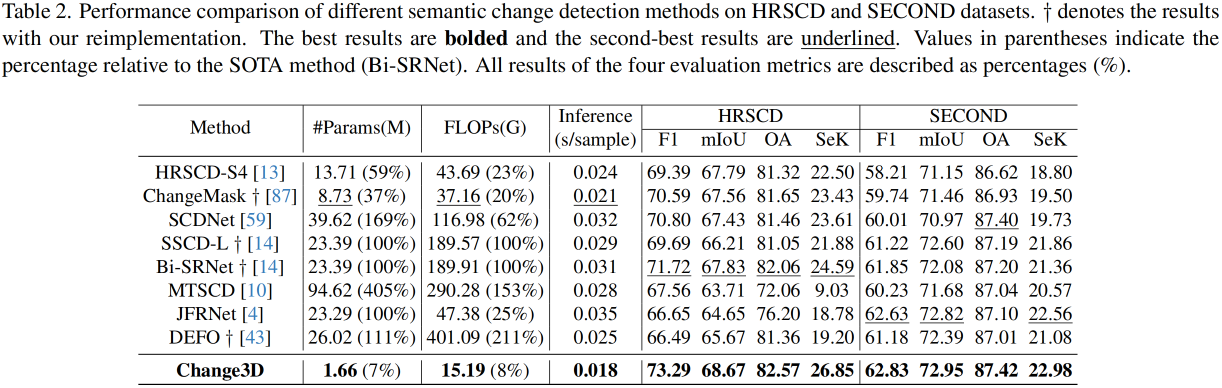 Table 2. Performance comparison of different semantic change detection methods on HRSCD and SECOND datasets. † denotes the results
with our reimplementation. The best results are bolded and the second-best results are underlined. Values in parentheses indicate the
percentage relative to the SOTA method (Bi-SRNet). All results of the four evaluation metrics are described as percentages (%).
Method #Params(M) FLOPs(G) Inference (s/sample) HRSCD SECOND
F1 mIoU OA SeK F1 mIoU OA SeK
HRSCD-S4 [13] 13.71 (59%) 43.69 (23%) 0.024 69.39 67.79 81.32 22.50 58.21 71.15 86.62 18.80
ChangeMask † [87] 8.73 (37%) 37.16 (20%) 0.021 70.59 67.56 81.65 23.43 59.74 71.46 86.93 19.50
SCDNet [59] 39.62 (169%) 116.98 (62%) 0.032 70.80 67.43 81.46 23.61 60.01 70.97 87.40 19.73
SSCD-L † [14] 23.39 (100%) 189.57 (100%) 0.029 69.69 66.21 81.05 21.88 61.22 72.60 87.19 21.86
Bi-SRNet † [14] 23.39 (100%) 189.91 (100%) 0.031 71.72 67.83 82.06 24.59 61.85 72.08 87.20 21.36
MTSCD [10] 94.62 (405%) 290.28 (153%) 0.028 67.56 63.71 72.06 9.03 60.23 71.68 87.04 20.57
JFRNet [4] 23.29 (100%) 47.38 (25%) 0.035 66.65 64.65 76.20 18.78 62.63 72.82 87.10 22.56
DEFO † [43] 26.02 (111%) 401.09 (211%) 0.025 66.49 65.67 81.36 19.20 61.18 72.39 87.01 21.08
Change3D 1.66 (7%) 15.19 (8%) 0.018 73.29 68.67 82.57 26.85 62.83 72.95 87.42 22.98